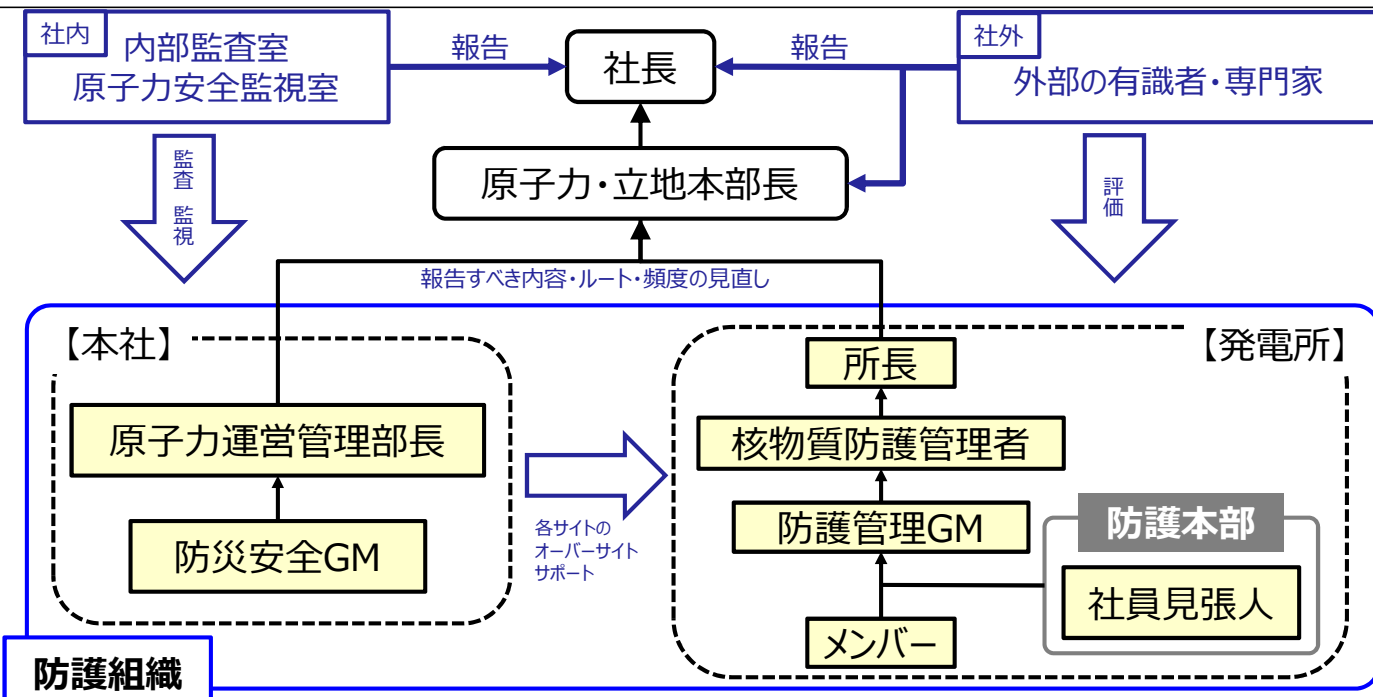 社内
内部監査室
原子力安全監視室
報告
社長
報告
社外
外部の有識者・専門家
原子力・立地本部長
監査 監視
評価
報告すべき内容・ルート・頻度の見直し
【本社】
原子力運営管理部長
防災安全GM
各サイトの
オーバーサイト
サポート
【発電所】
所長
核物質防護管理者
防護管理GM
防護本部
社員見張人
メンバー
防護組織